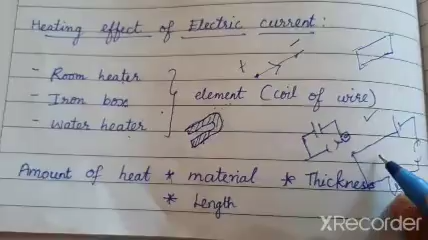 Heating effect of Electric current:
- Room heater
- Iron box
- Water heater
element (coil of wire)
Amount of heat * material * Thickness
* Length
XRecorder